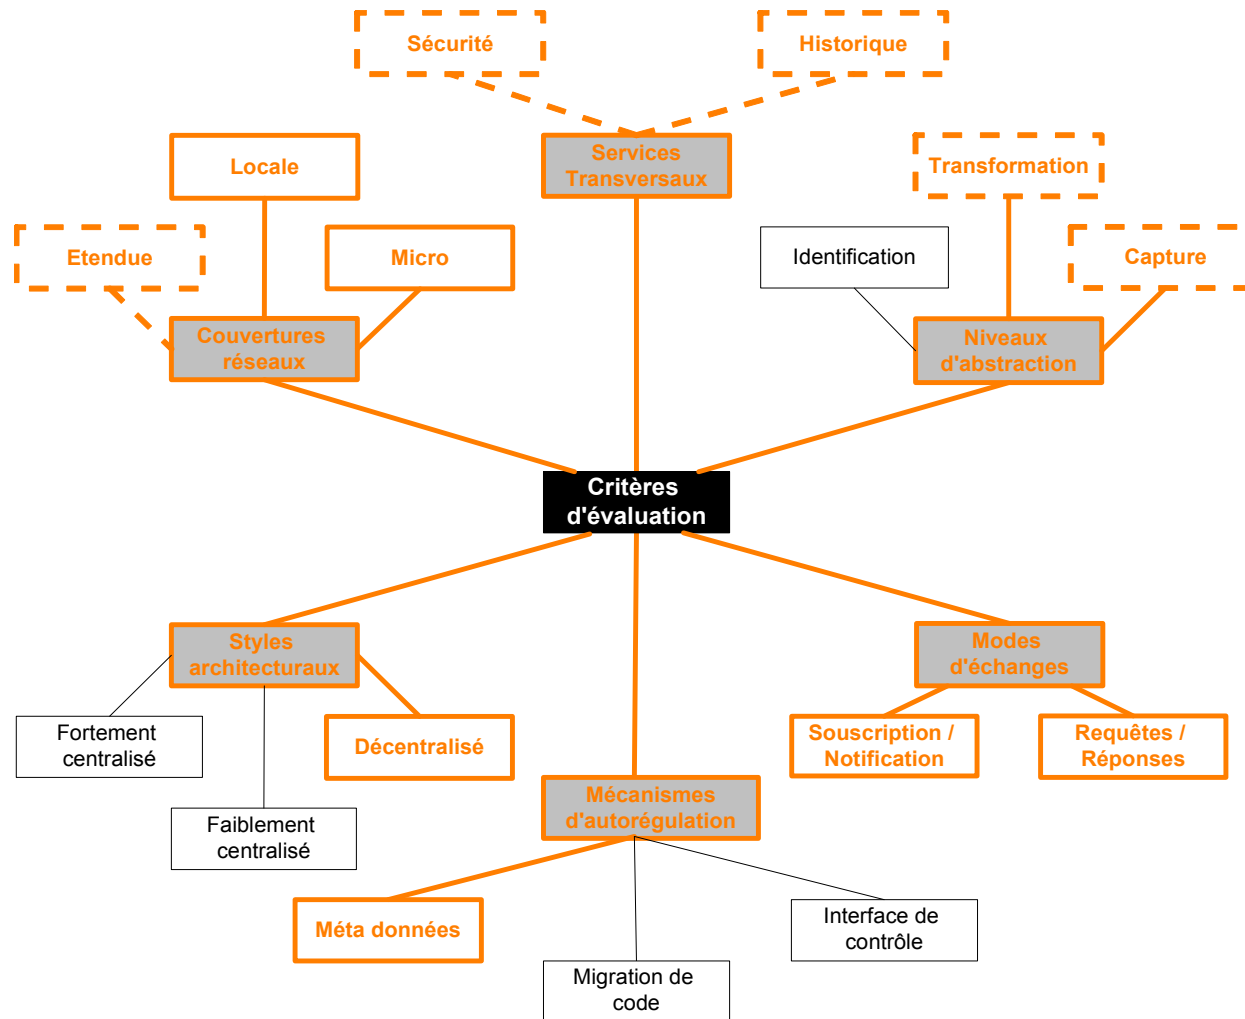 Sécurité
Historique
Services
Transversaux
Locale
Transformation
Etendue
Micro
Identification
Capture
Couvertures
réseaux
Niveaux
d'abstraction
Critères
d'évaluation
Styles
architecturaux
Modes
d'échanges
Fortement
centralisé
Décentralisé
Souscription /
Notification
Requêtes /
Réponses
Mécanismes
d'autorégulation
Faiblement
centralisé
Méta données
Interface de
contrôle
Migration de
code